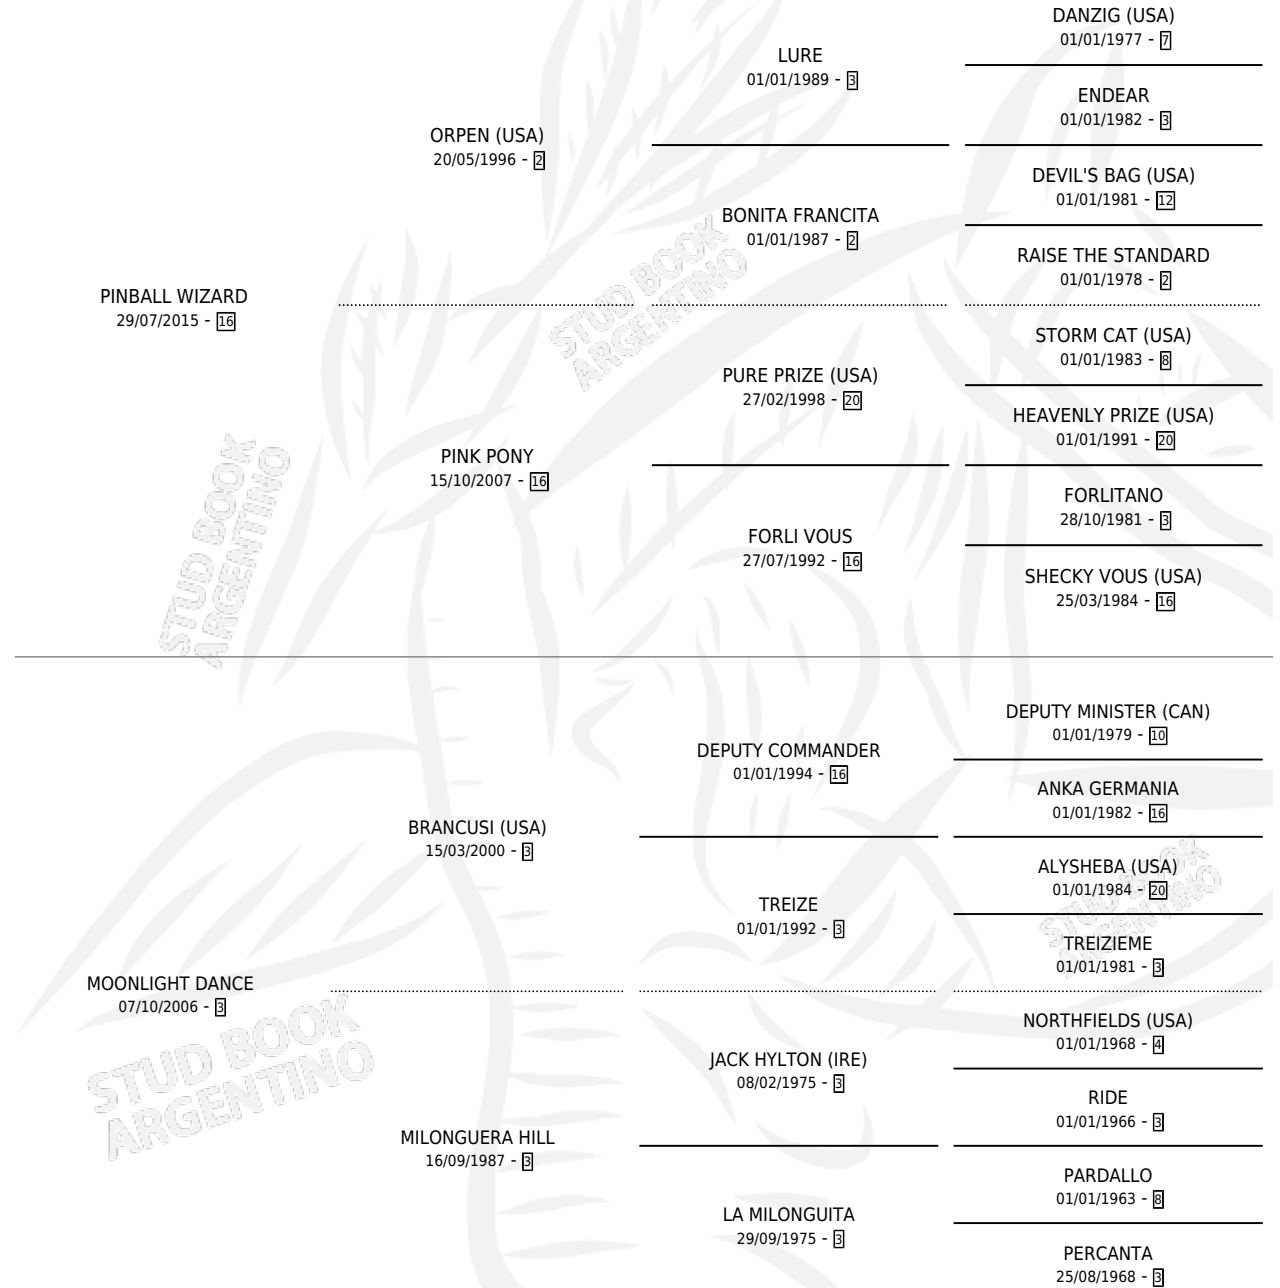 DANZIG (USA)
01/01/1977 - 7
LURE
01/01/1989 - 3
ENDEAR
01/01/1982 - 3
ORPEN (USA)
20/05/1996 - 2
DEVIL'S BAG (USA)
01/01/1981 - 12
BONITA FRANCITA
01/01/1987 - 2
RAISE THE STANDARD
01/01/1978 - 2
PINBALL WIZARD
29/07/2015 - 16
STORM CAT (USA)
01/01/1983 - 8
PURE PRIZE (USA)
27/02/1998 - 20
HEAVENLY PRIZE (USA)
01/01/1991 - 20
PINK PONY
15/10/2007 - 16
FORLITANO
28/10/1981 - 3
FORLI VOUS
27/07/1992 - 16
SHECKY VOUS (USA)
25/03/1984 - 16
DEPUTY MINISTER (CAN)
01/01/1979 - 10
DEPUTY COMMANDER
01/01/1994 - 16
ANKA GERMANIA
01/01/1982 - 16
BRANCUSI (USA)
15/03/2000 - 3
ALYSHEBA (USA)
01/01/1984 - 20
TREIZE
01/01/1992 - 3
TREIZIEME
01/01/1981 - 3
MOONLIGHT DANCE
07/10/2006 - 3
NORTHFIELDS (USA)
01/01/1968 - 4
JACK HYLTON (IRE)
08/02/1975 - 3
RIDE
01/01/1966 - 3
MILONGUERA HILL
16/09/1987 - 3
PARDALLO
01/01/1963 - 8
LA MILONGUITA
29/09/1975 - 3
PERCANTA
25/08/1968 - 3
STUD BOOK
ARGENTINO
STUD BOOK
ARGENTINO
STUD BOOK
ARGENTINO
STUD BOOK
ARGENTINO